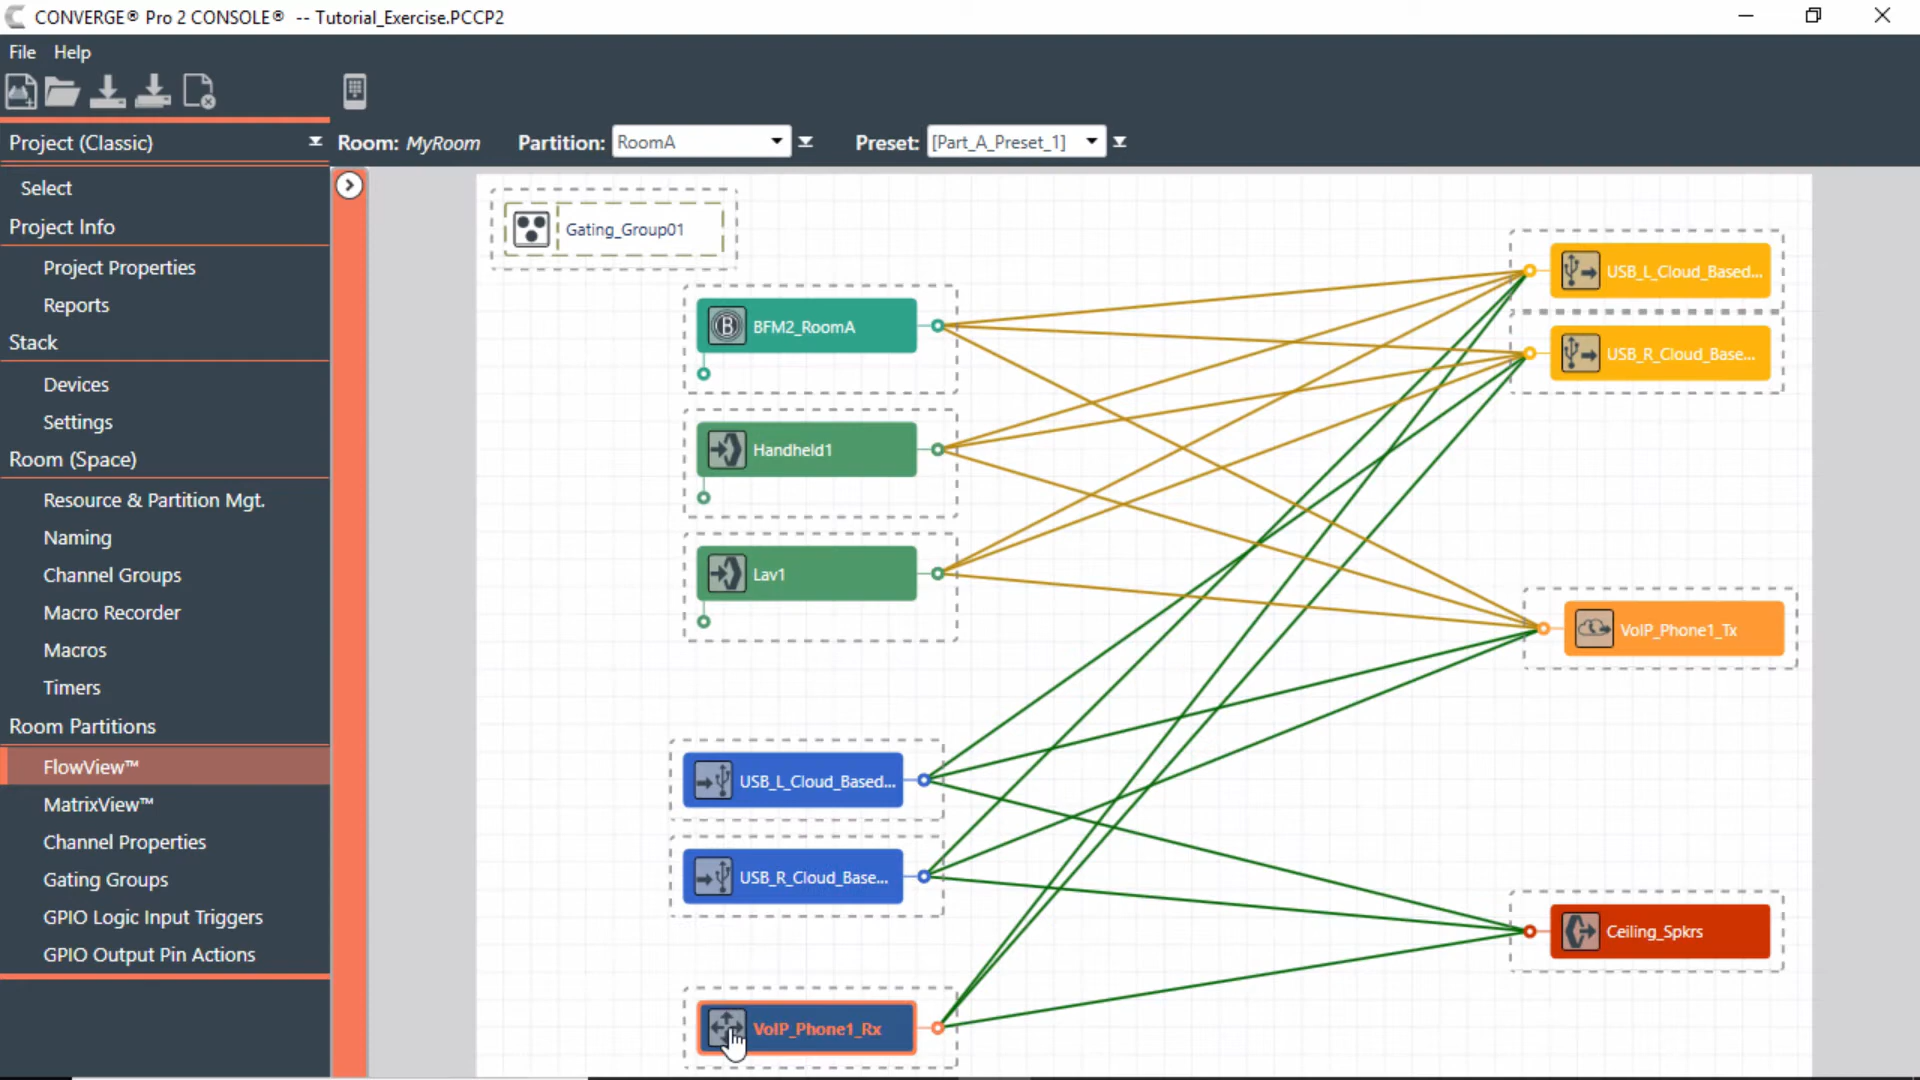 CONVERGE® Pro 2 CONSOLE® -- Tutorial_Exercise.PCCP2
File Help
Project (Classic)
Room: MyRoom Partition: RoomA Preset: [Part_A_Preset_1]
Select
Project Info
Project Properties
Reports
Stack
Devices
Settings
Room (Space)
Resource & Partition Mgt.
Naming
Channel Groups
Macro Recorder
Macros
Timers
Room Partitions
FlowView™
MatrixView™
Channel Properties
Gating Groups
GPIO Logic Input Triggers
GPIO Output Pin Actions
Gating_Group01
BFM2_RoomA
Handheld1
Lav1
USB_L_Cloud_Based...
USB_R_Cloud_Base...
VoIP_Phone1_Rx
USB_L_Cloud_Based...
USB_R_Cloud_Base...
VoIP_Phone1_Tx
Ceiling_Spkrs